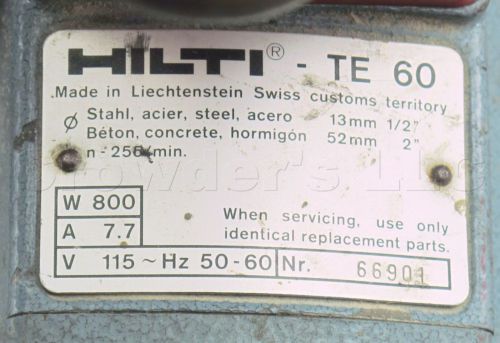 HILTI® - TE 60
Made in Liechtenstein Swiss customs territory
Ø Stahl, acier, steel, acero 13mm 1/2"
Béton, concrete, hormigón 52mm 2"
n - 256/min.
W 800
A 7.7
When servicing, use only
identical replacement parts.
V 115 ~ Hz 50-60 Nr. 66901